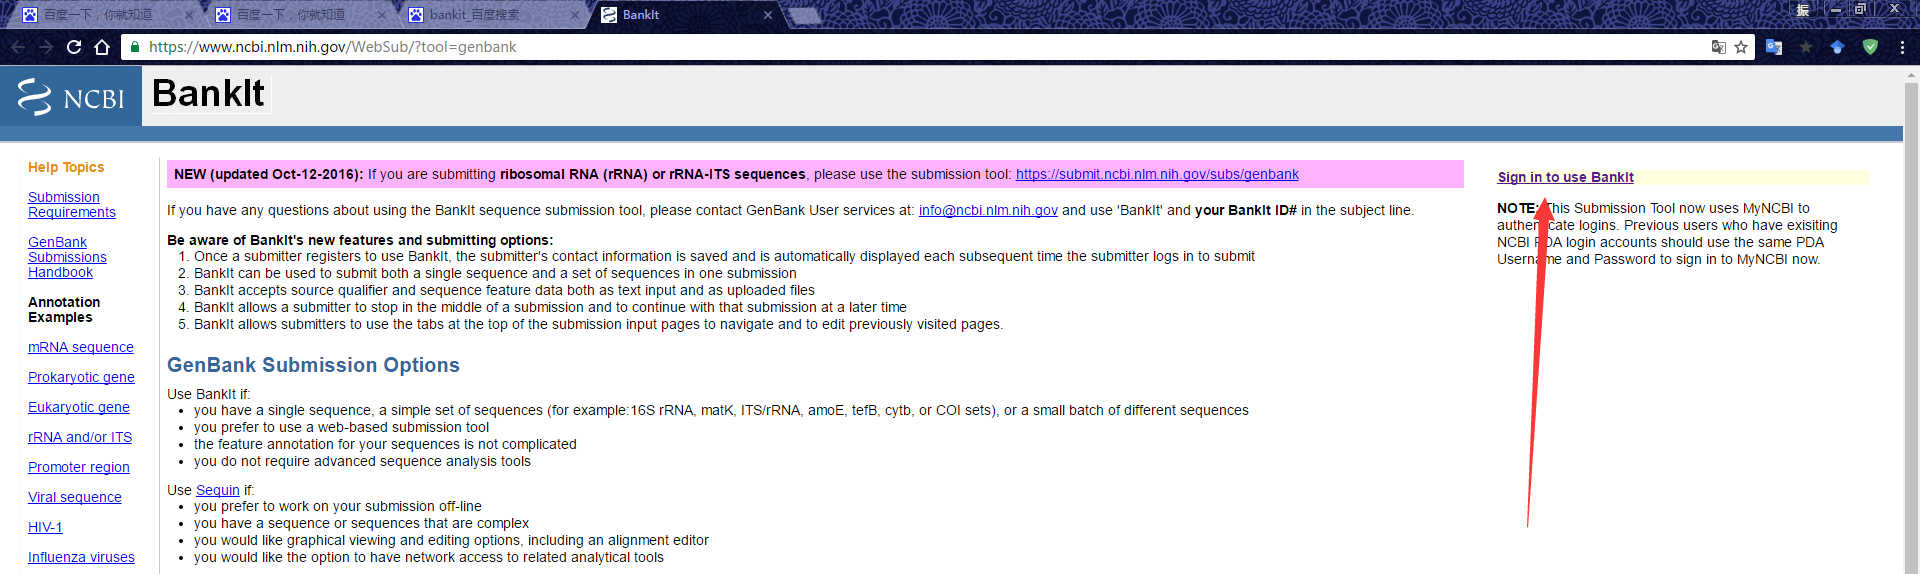 百度一下，你就知道
百度一下，你就知道
bankIt_百度搜索
BankIt
振
https://www.ncbi.nlm.nih.gov/WebSub/?tool=genbank
NCBI
BankIt
Help Topics
Submission
Requirements
GenBank
Submissions
Handbook
Annotation
Examples
mRNA sequence
Prokaryotic gene
Eukaryotic gene
rRNA and/or ITS
Promoter region
Viral sequence
HIV-1
Influenza viruses
NEW (updated Oct-12-2016): If you are submitting ribosomal RNA (rRNA) or rRNA-ITS sequences, please use the submission tool: https://submit.ncbi.nlm.nih.gov/subs/genbank
If you have any questions about using the BankIt sequence submission tool, please contact GenBank User services at: info@ncbi.nlm.nih.gov and use 'BankIt' and your BankIt ID# in the subject line.
Be aware of BankIt's new features and submitting options:
1. Once a submitter registers to use BankIt, the submitter's contact information is saved and is automatically displayed each subsequent time the submitter logs in to submit
2. BankIt can be used to submit both a single sequence and a set of sequences in one submission
3. BankIt accepts source qualifier and sequence feature data both as text input and as uploaded files
4. BankIt allows a submitter to stop in the middle of a submission and to continue with that submission at a later time
5. BankIt allows submitters to use the tabs at the top of the submission input pages to navigate and to edit previously visited pages.
GenBank Submission Options
Use BankIt if:
• you have a single sequence, a simple set of sequences (for example:16S rRNA, matK, ITS/rRNA, amoE, tefB, cytb, or COI sets), or a small batch of different sequences
• you prefer to use a web-based submission tool
• the feature annotation for your sequences is not complicated
• you do not require advanced sequence analysis tools
Use Sequin if:
• you prefer to work on your submission off-line
• you have a sequence or sequences that are complex
• you would like graphical viewing and editing options, including an alignment editor
• you would like the option to have network access to related analytical tools
Sign in to use BankIt
NOTE: This Submission Tool now uses MyNCBI to
authenticate logins. Previous users who have exisiting
NCBI PDA login accounts should use the same PDA
Username and Password to sign in to MyNCBI now.